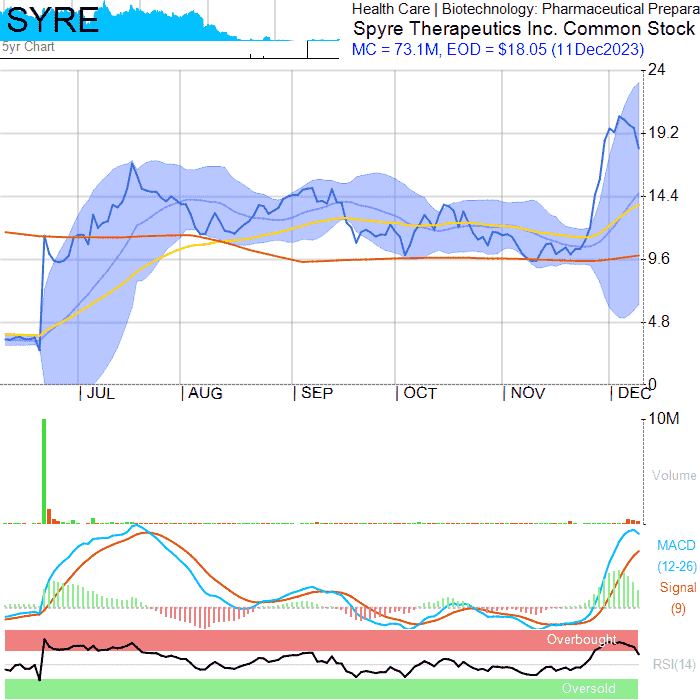 SYRE
5yr Chart
Health Care | Biotechnology: Pharmaceutical Prepara
Spyre Therapeutics Inc. Common Stock
MC = 73.1M, EOD = $18.05 (11Dec2023)
24
19.2
14.4
9.6
4.8
0
JUL
AUG
SEP
OCT
NOV
DEC
10M
Volume
MACD
(12-26)
Signal
(9)
Overbought
RSI(14)
Oversold